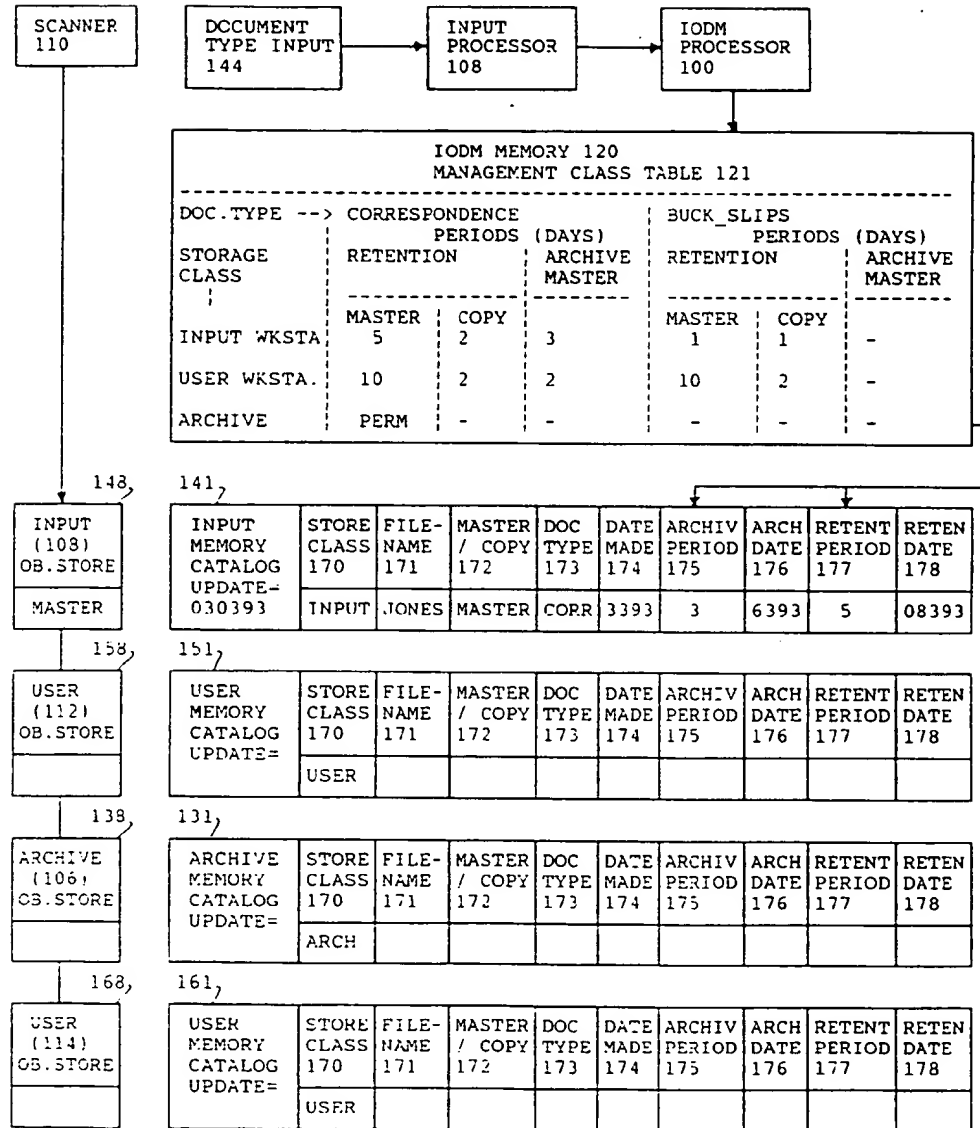 SCANNER
110
DOCUMENT
TYPE INPUT
144
INPUT
PROCESSOR
108
IODM
PROCESSOR
100
IODM MEMORY 120
MANAGEMENT CLASS TABLE 121
DOC.TYPE --> CORRESPONDENCE BUCK_SLIPS
PERIODS (DAYS) PERIODS (DAYS)
STORAGE RETENTION ARCHIVE RETENTION ARCHIVE
CLASS MASTER MASTER
MASTER COPY MASTER COPY
INPUT WKSTA 5 2 3 1 1 -
USER WKSTA. 10 2 2 10 2 -
ARCHIVE PERM - - - - -
148
INPUT
(108)
OB.STORE
MASTER
141
INPUT STORE FILE- MASTER DOC DATE ARCHIV ARCH RETENT RETEN
MEMORY CLASS NAME / COPY TYPE MADE PERIOD DATE PERIOD DATE
CATALOG 170 171 172 173 174 175 176 177 178
UPDATE=
030393 INPUT JONES MASTER CORR 3393 3 6393 5 08393
158
USER
(112)
OB.STORE
151
USER STORE FILE- MASTER DOC DATE ARCHIV ARCH RETENT RETEN
MEMORY CLASS NAME / COPY TYPE MADE PERIOD DATE PERIOD DATE
CATALOG 170 171 172 173 174 175 176 177 178
UPDATE=
USER
138
ARCHIVE
(106)
OB.STORE
131
ARCHIVE STORE FILE- MASTER DOC DATE ARCHIV ARCH RETENT RETEN
MEMORY CLASS NAME / COPY TYPE MADE PERIOD DATE PERIOD DATE
CATALOG 170 171 172 173 174 175 176 177 178
UPDATE=
ARCH
168
USER
(114)
OB.STORE
161
USER STORE FILE- MASTER DOC DATE ARCHIV ARCH RETENT RETEN
MEMORY CLASS NAME / COPY TYPE MADE PERIOD DATE PERIOD DATE
CATALOG 170 171 172 173 174 175 176 177 178
UPDATE=
USER